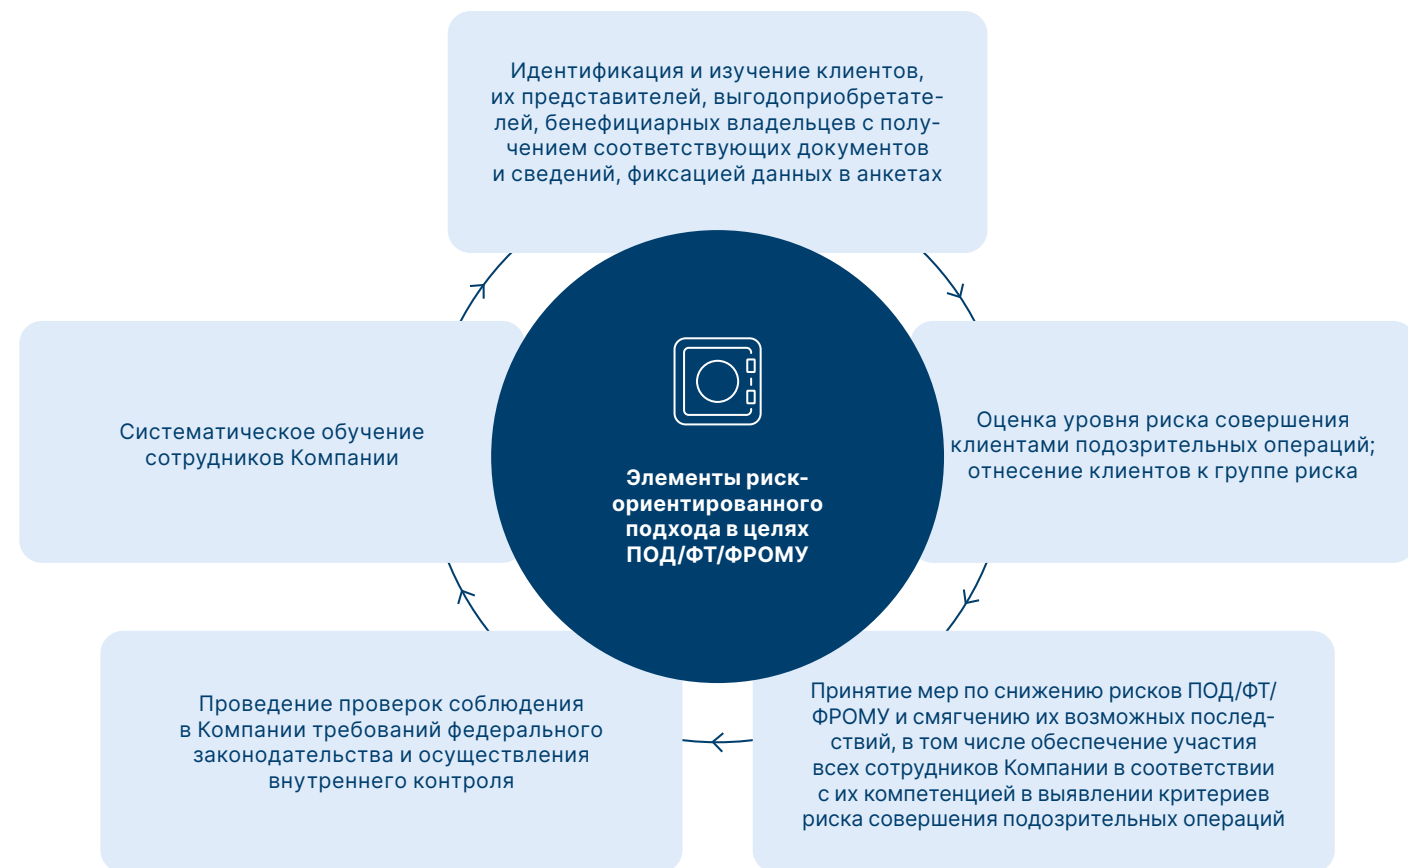 Идентификация и изучение клиентов,
их представителей, выгодоприобретате-
лей, бенефициарных владельцев с полу-
чением соответствующих документов
и сведений, фиксацией данных в анкетах
Систематическое обучение
сотрудников Компании
Элементы риск-
ориентированного
подхода в целях
ПОД/ФТ/ФРОМУ
Оценка уровня риска совершения
клиентами подозрительных операций;
отнесение клиентов к группе риска
Проведение проверок соблюдения
в Компании требований федерального
законодательства и осуществления
внутреннего контроля
Принятие мер по снижению рисков ПОД/ФТ/
ФРОМУ и смягчению их возможных послед-
ствий, в том числе обеспечение участия
всех сотрудников Компании в соответствии
с их компетенцией в выявлении критериев
риска совершения подозрительных операций